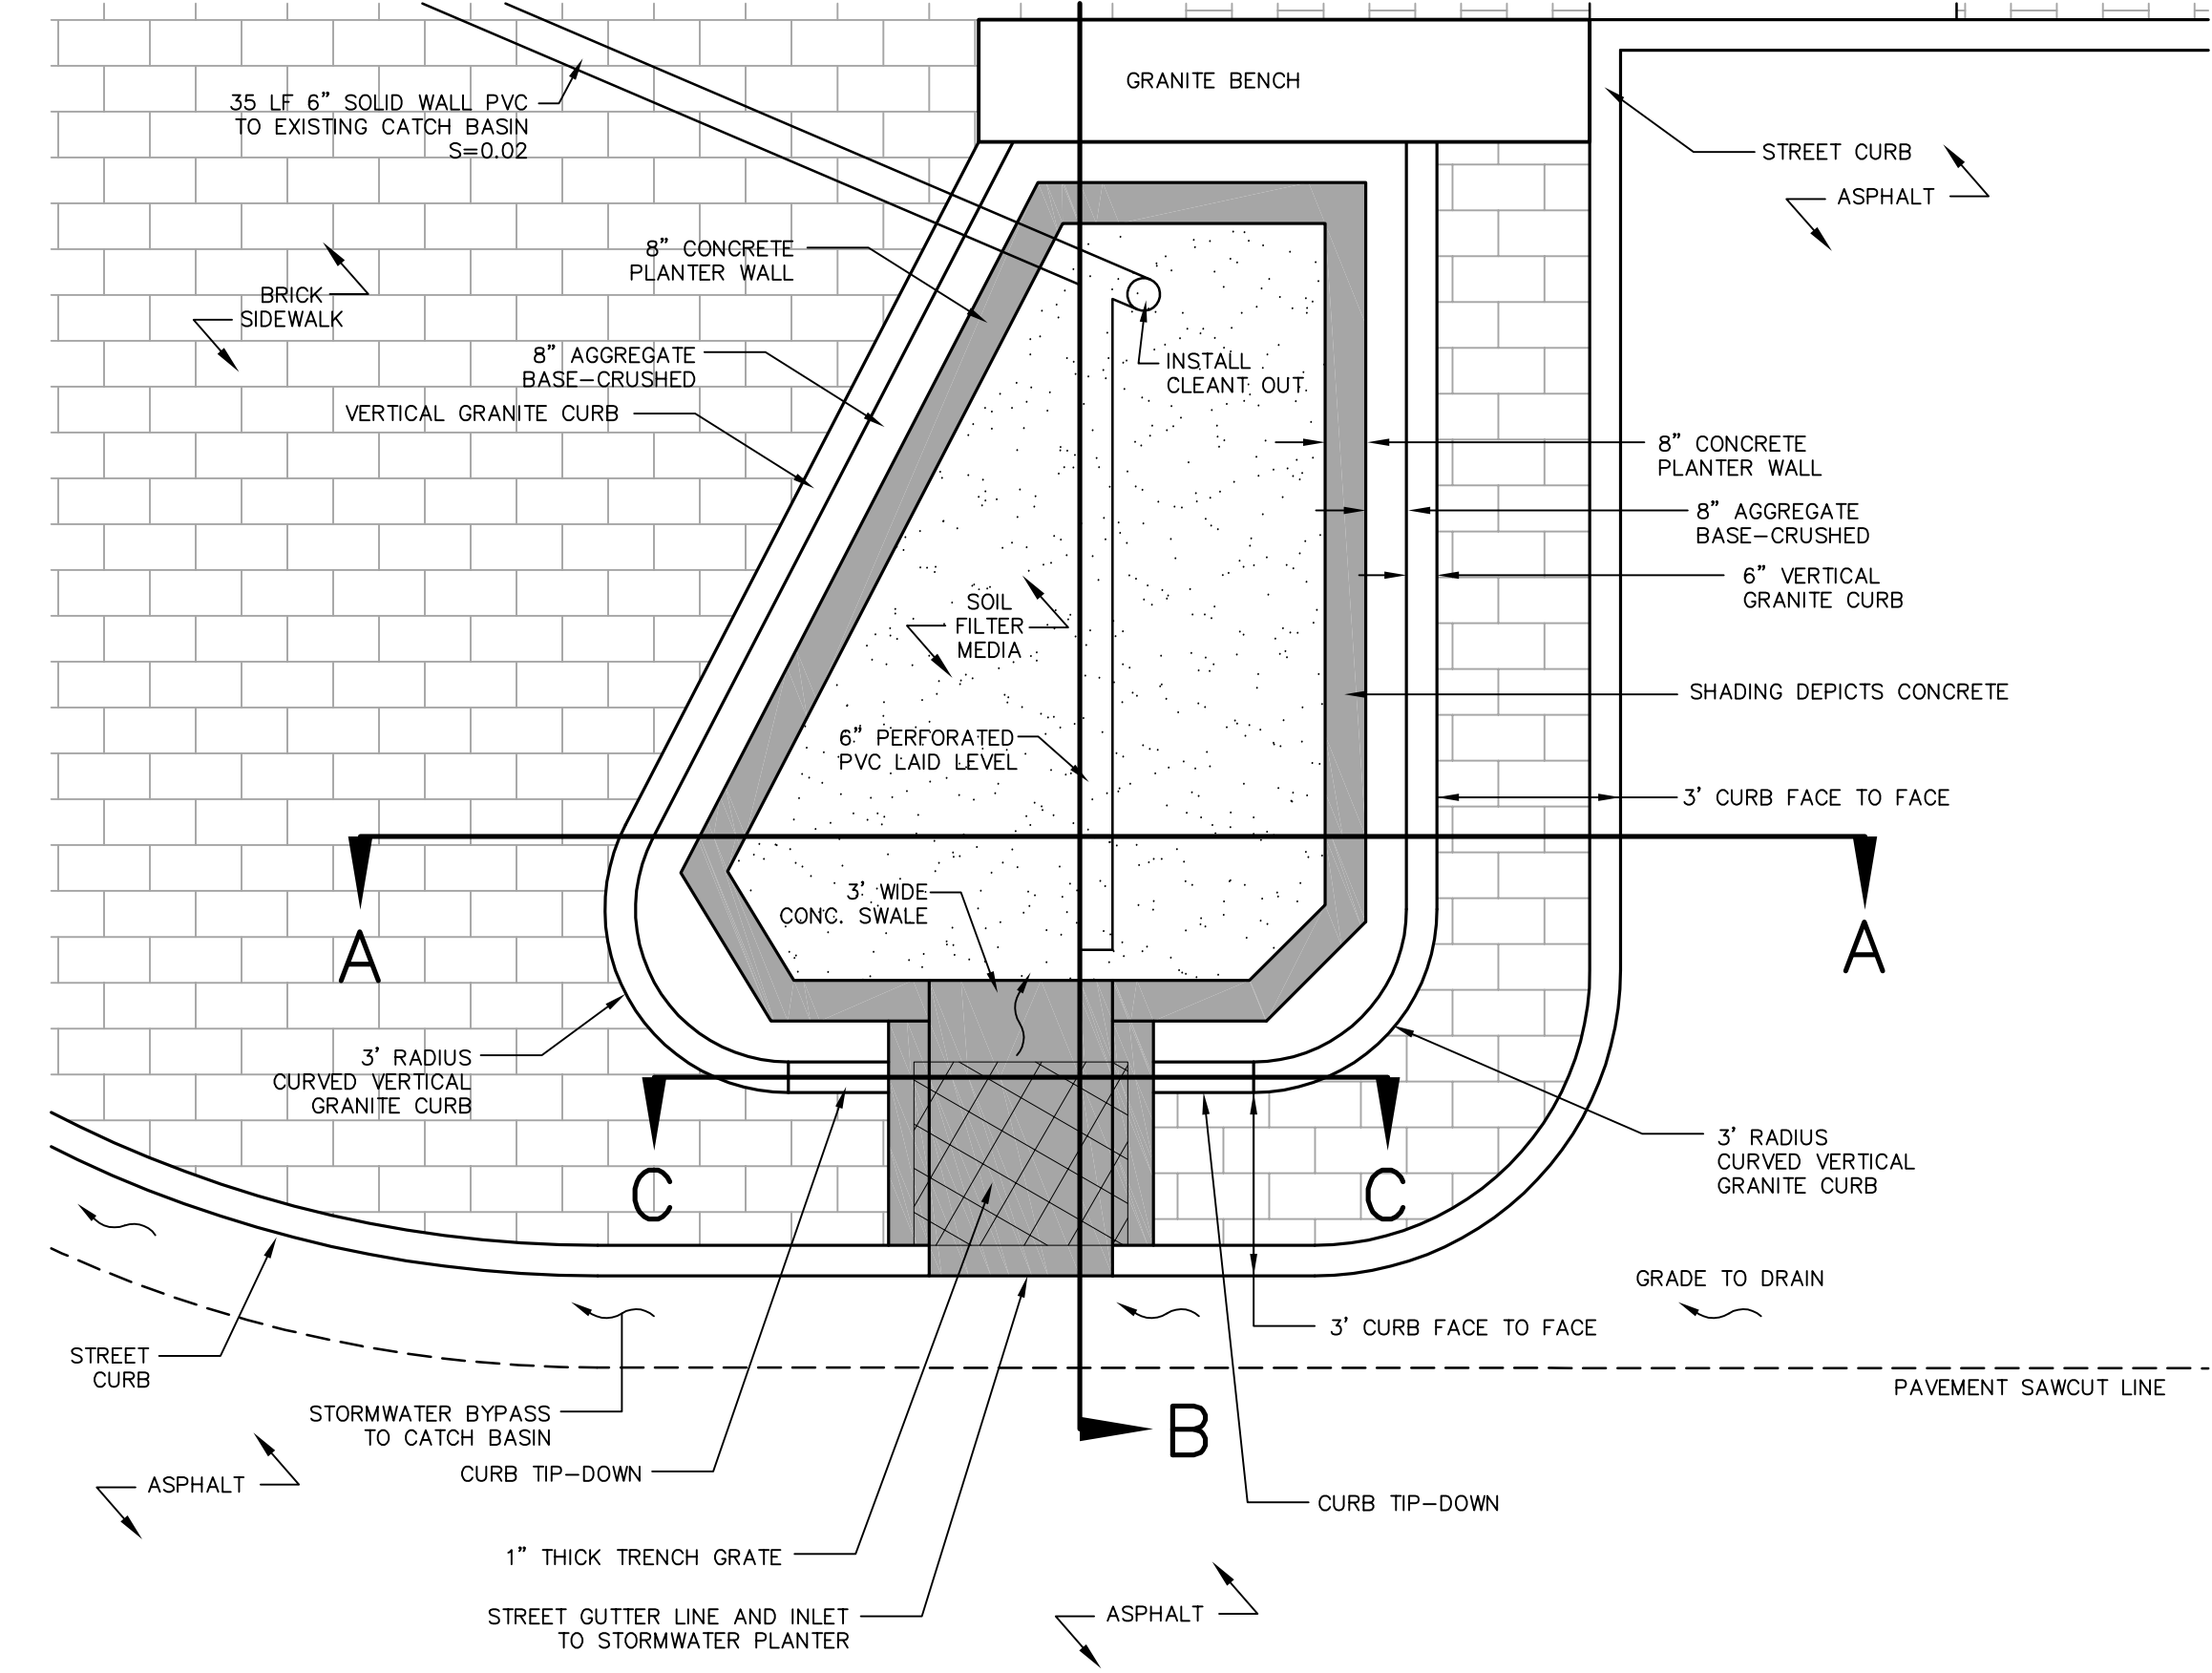 GRANITE BENCH
35 LF 6" SOLID WALL PVC
TO EXISTING CATCH BASIN
S=0.02
STREET CURB
ASPHALT
8" CONCRETE
PLANTER WALL
BRICK
SIDEWALK
8" AGGREGATE
BASE-CRUSHED
INSTALL
CLEANT OUT
VERTICAL GRANITE CURB
8" CONCRETE
PLANTER WALL
8" AGGREGATE
BASE-CRUSHED
6" VERTICAL
GRANITE CURB
SOIL
FILTER
MEDIA
SHADING DEPICTS CONCRETE
6" PERFORATED
PVC LAID LEVEL
3' CURB FACE TO FACE
3' WIDE
CONC. SWALE
A
A
3' RADIUS
CURVED VERTICAL
GRANITE CURB
3' RADIUS
CURVED VERTICAL
GRANITE CURB
C
C
GRADE TO DRAIN
3' CURB FACE TO FACE
STREET
CURB
PAVEMENT SAWCUT LINE
STORMWATER BYPASS
TO CATCH BASIN
B
CURB TIP-DOWN
ASPHALT
CURB TIP-DOWN
1" THICK TRENCH GRATE
STREET GUTTER LINE AND INLET
TO STORMWATER PLANTER
ASPHALT